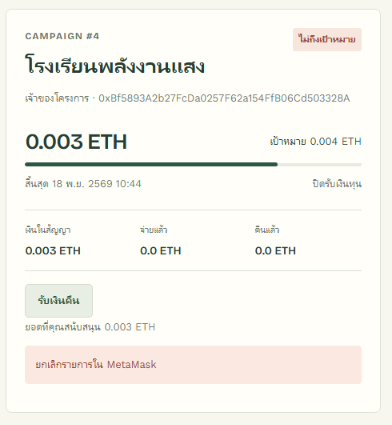 CAMPAIGN #4
ไม่ถึงเป้าหมาย
โรงเรียนพลังงานแสง
เจ้าของโครงการ · 0xBf5893A2b27FcDa0257F62a154FfB06Cd503328A
0.003 ETH
เป้าหมาย 0.004 ETH
สิ้นสุด 18 พ.ย. 2569 10:44
ปิดรับเงินทุน
เงินในสัญญา จ่ายแล้ว คืนแล้ว
0.003 ETH 0.0 ETH 0.0 ETH
รับเงินคืน
ยอดที่คุณสนับสนุน 0.003 ETH
ยกเลิกรายการใน MetaMask